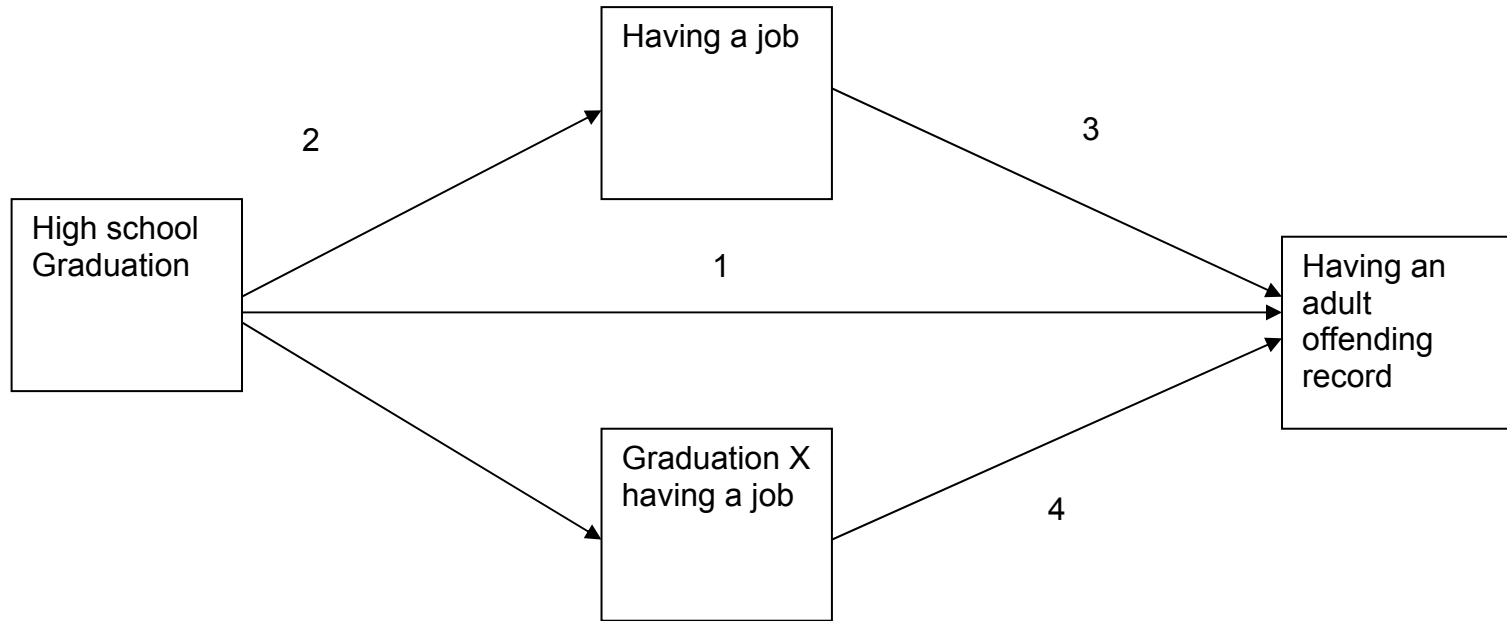 Having a job
2
3
High school
Graduation
1
Having an
adult
offending
record
Graduation X
having a job
4